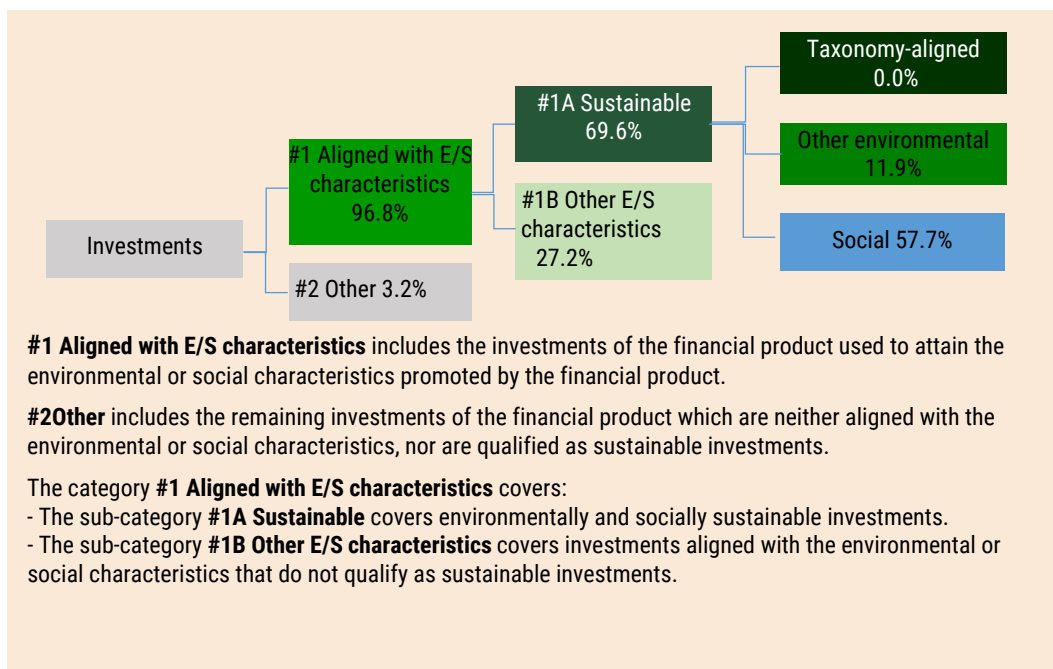 Taxonomy-aligned
0.0%
#1A Sustainable
69.6%
Other environmental
11.9%
#1 Aligned with E/S
characteristics
96.8%
#1B Other E/S
characteristics
27.2%
Social 57.7%
Investments
#2 Other 3.2%
#1 Aligned with E/S characteristics includes the investments of the financial product used to attain the
environmental or social characteristics promoted by the financial product.
#2Other includes the remaining investments of the financial product which are neither aligned with the
environmental or social characteristics, nor are qualified as sustainable investments.
The category #1 Aligned with E/S characteristics covers:
- The sub-category #1A Sustainable covers environmentally and socially sustainable investments.
- The sub-category #1B Other E/S characteristics covers investments aligned with the environmental or
social characteristics that do not qualify as sustainable investments.